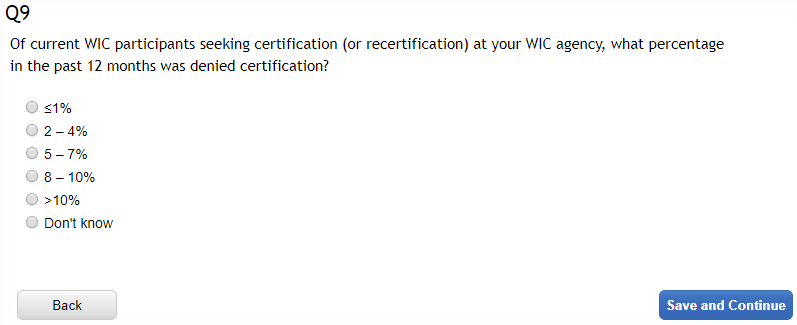 Q9
Of current WIC participants seeking certification (or recertification) at your WIC agency, what percentage
in the past 12 months was denied certification?
≤1%
2 – 4%
5 – 7%
8 – 10%
>10%
Don't know
Back
Save and Continue